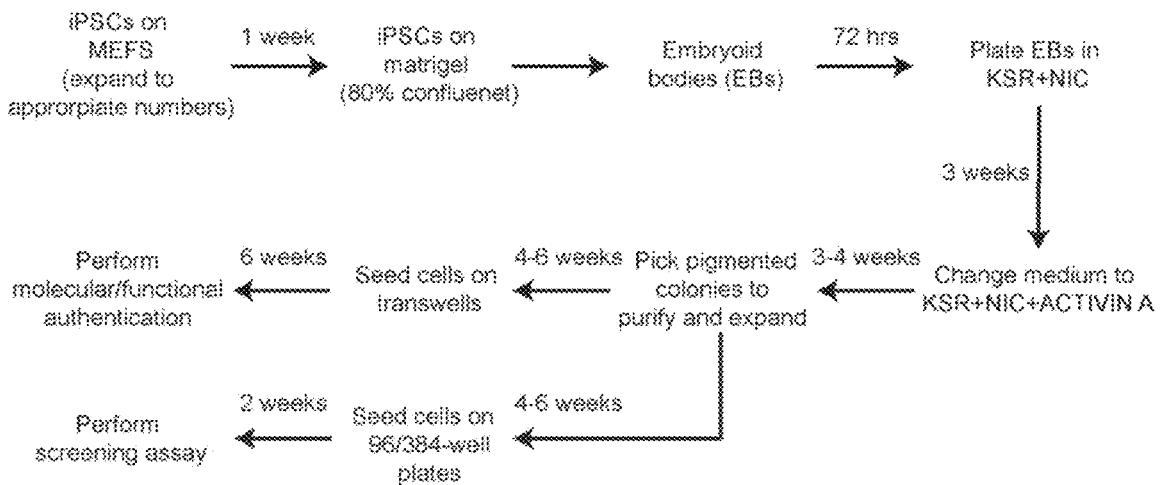 iPSCs on
MEFS
(expand to
approrpiate numbers)
1 week
iPSCs on
matrigel
(80% confluenet)
Embryoid
bodies (EBs)
72 hrs
Plate EBs in
KSR+NIC
3 weeks
Change medium to
KSR+NIC+ACTIVIN A
3-4 weeks
Pick pigmented
colonies to
purify and expand
4-6 weeks
Seed cells on
transwells
6 weeks
Perform
molecular/functional
authentication
4-6 weeks
Seed cells on
96/384-well
plates
2 weeks
Perform
screening assay